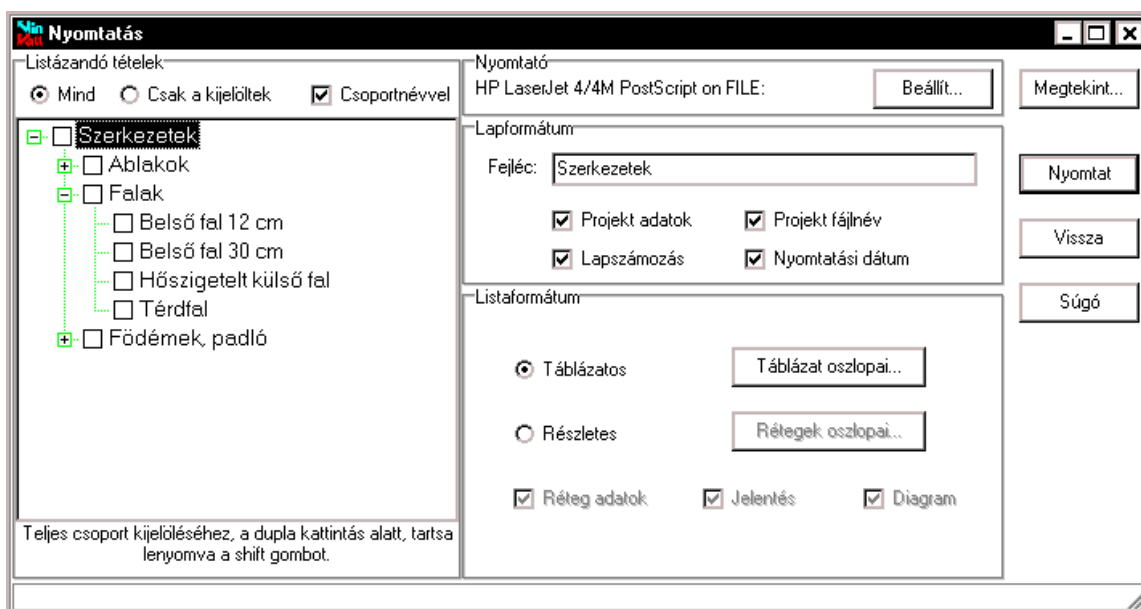 Win Watt Nyomtatás
Listázandó tételek
Mind Csak a kijelöltek Csoportnévvel
Szerkezetek
Ablakok
Falak
Belső fal 12 cm
Belső fal 30 cm
Hőszigetelt külső fal
Térdfal
Födémek, padló
Teljes csoport kijelöléséhez, a dupla kattintás alatt, tartsa
lenyomva a shift gombot.
Nyomtató
HP LaserJet 4/4M PostScript on FILE:
Beállít...
Lapformátum
Fejléc: Szerkezetek
Projekt adatok Projekt fájlnév
Lapszámozás Nyomtatási dátum
Listaformátum
Táblázatos Táblázat oszlopai...
Részletes Rétegek oszlopai...
Réteg adatok Jelentés Diagram
Megtekint...
Nyomtat
Vissza
Súgó